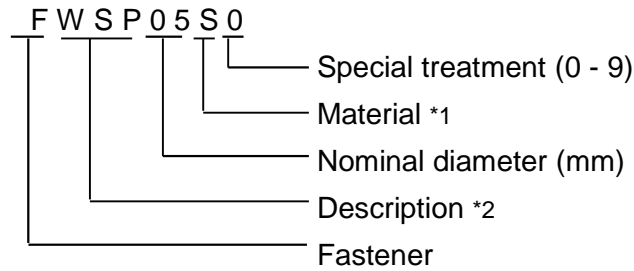 F W S P 0 5 S 0
Special treatment (0 - 9)
Material *1
Nominal diameter (mm)
Description *2
Fastener